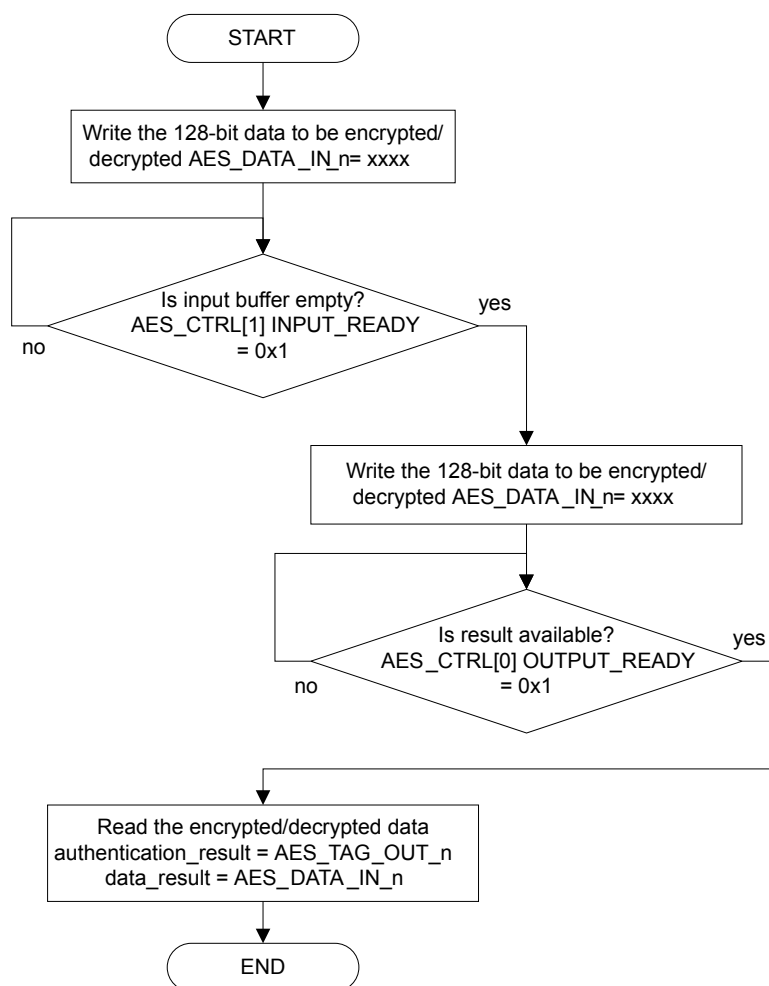 START
Write the 128-bit data to be encrypted/
decrypted AES_DATA_IN_n= xxxx
Is input buffer empty?
AES_CTRL[1] INPUT_READY
= 0x1
yes
no
Write the 128-bit data to be encrypted/
decrypted AES_DATA_IN_n= xxxx
Is result available?
AES_CTRL[0] OUTPUT_READY
= 0x1
yes
no
Read the encrypted/decrypted data
authentication_result = AES_TAG_OUT_n
data_result = AES_DATA_IN_n
END